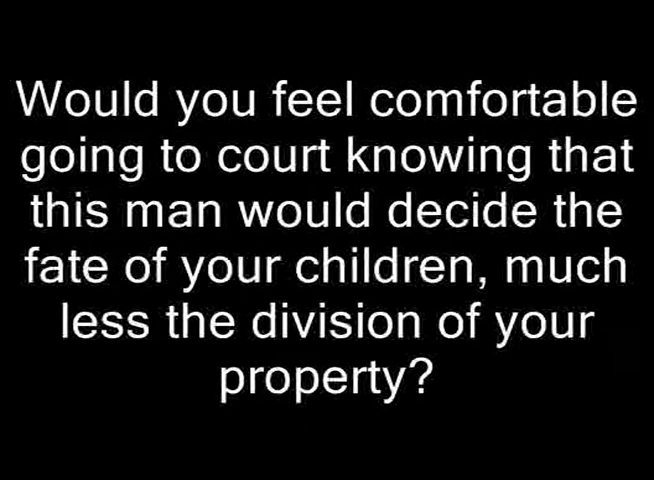 Would you feel comfortable
going to court knowing that
this man would decide the
fate of your children, much
less the division of your
property?